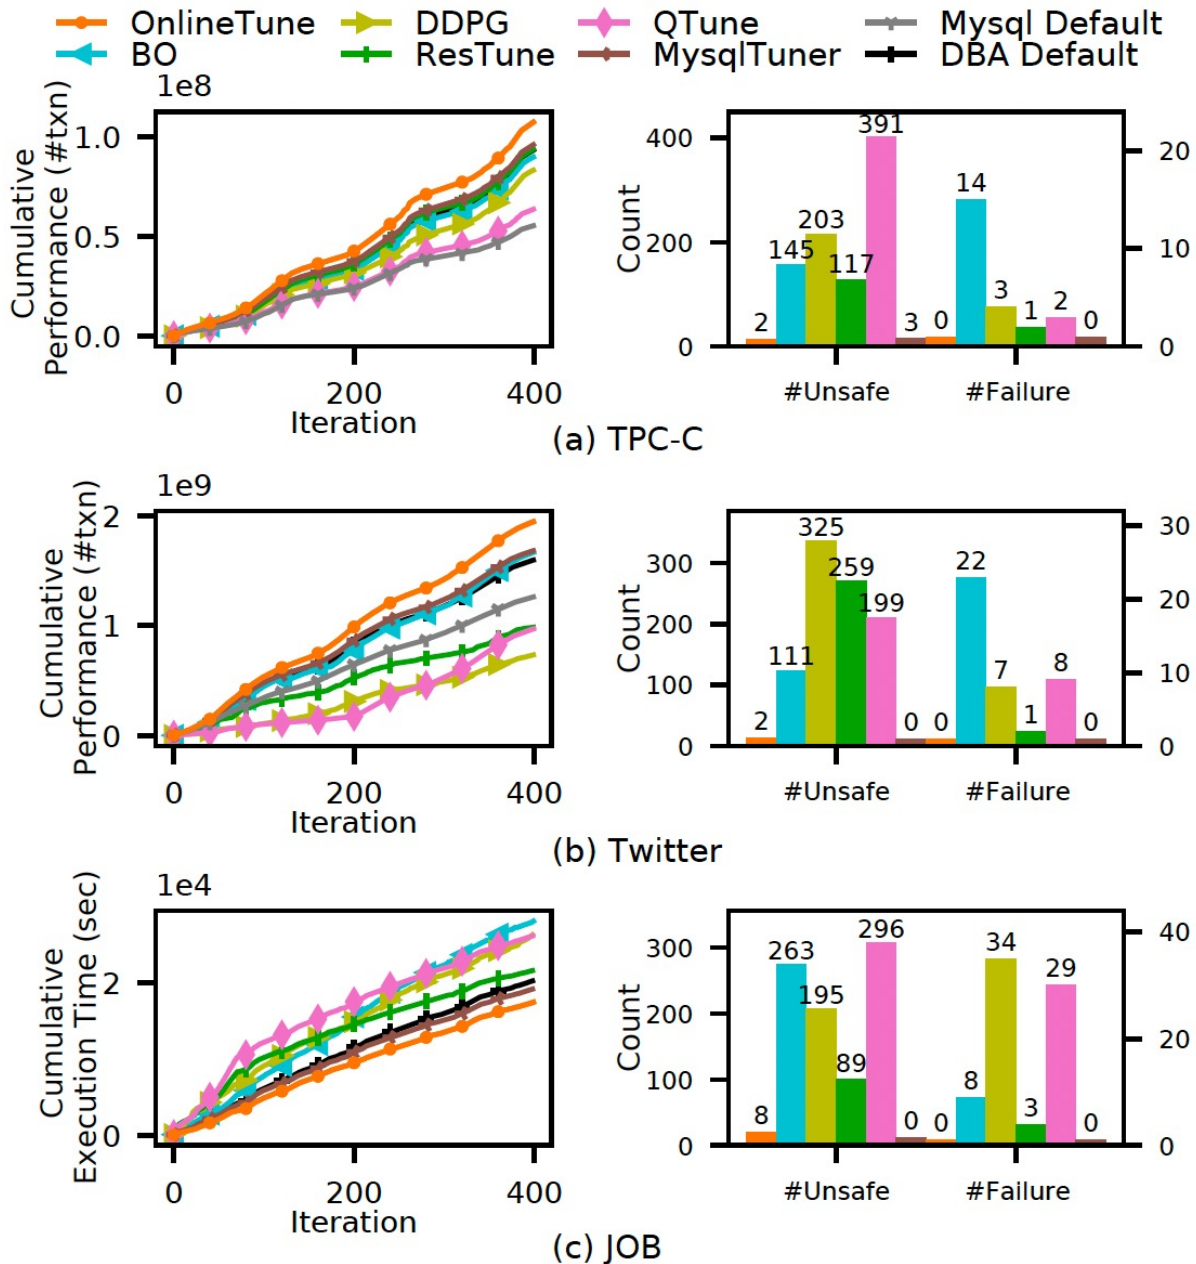 OnlineTune DDPG QTune Mysql Default
BO ResTune MysqlTuner DBA Default
1e8
Cumulative
Performance (#txn)
1.0
0.5
0.0
0 200 400
Iteration
Count
400
200
0
391
203
145
117
2
3
14
0
3
1
2
0
20
10
0
#Unsafe #Failure
(a) TPC-C
1e9
Cumulative
Performance (#txn)
2
1
0
0 200 400
Iteration
Count
300
200
100
0
325
259
199
111
2
0
22
0
7
1
8
0
30
20
10
0
#Unsafe #Failure
(b) Twitter
1e4
Cumulative
Execution Time (sec)
2
0
0 200 400
Iteration
Count
300
200
100
0
263
296
195
89
8
0
34
29
0
8
3
0
40
20
0
#Unsafe #Failure
(c) JOB